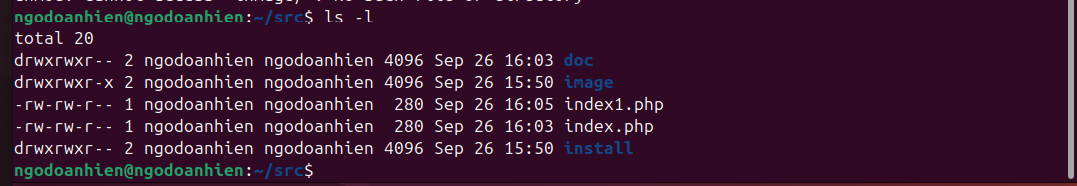 ngodoanhien@ngodoanhien:~/src$ ls -l
total 20
drwxrwxr-- 2 ngodoanhien ngodoanhien 4096 Sep 26 16:03 doc
drwxrwxr-x 2 ngodoanhien ngodoanhien 4096 Sep 26 15:50 image
-rw-rw-r-- 1 ngodoanhien ngodoanhien  280 Sep 26 16:05 index1.php
-rw-rw-r-- 1 ngodoanhien ngodoanhien  280 Sep 26 16:03 index.php
drwxrwxr-- 2 ngodoanhien ngodoanhien 4096 Sep 26 15:50 install
ngodoanhien@ngodoanhien:~/src$